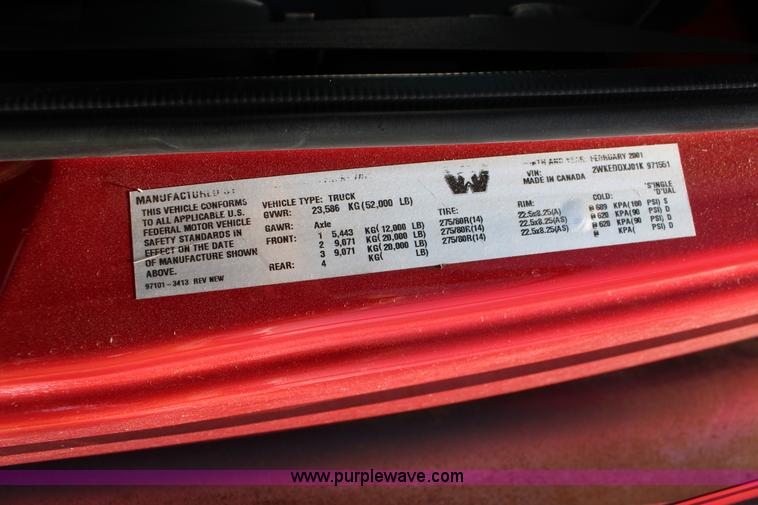 MANUFACTURED BY
THIS VEHICLE CONFORMS
TO ALL APPLICABLE U.S.
FEDERAL MOTOR VEHICLE
SAFETY STANDARDS IN
EFFECT ON THE DATE
OF MANUFACTURE SHOWN
ABOVE.
97101-3413 REV NEW
VEHICLE TYPE: TRUCK
GVWR: 23,586 KG (52,000 LB)
GAWR: Axle
FRONT: 1 5,443 KG(12,000 LB)
2 9,071 KG(20,000 LB)
3 9,071 KG(20,000 LB)
REAR: 4 KG( LB)
TIRE:
275/80R(14)
275/80R(14)
275/80R(14)
W
MONTH AND YEAR: FEBRUARY 2001
VIN: 2WKEDDXJ01K 971551
MADE IN CANADA
RIM:
22.5x8.25(AS)
22.5x8.25(AS)
22.5x8.25(AS)
COLD: 'S'INGLE
'D'UAL
@ 689 KPA(100 PSI) S
@ 620 KPA(90 PSI) D
@ 620 KPA(90 PSI) D
@ KPA( PSI) D
www.purplewave.com